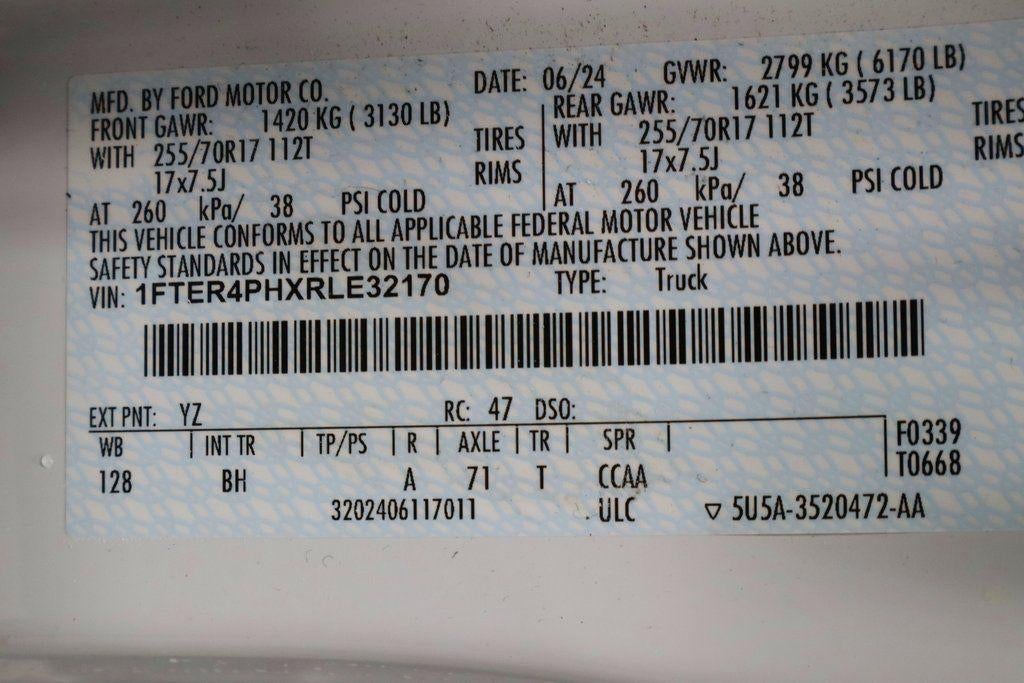 MFD. BY FORD MOTOR CO. DATE: 06/24 GVWR: 2799 KG ( 6170 LB)
FRONT GAWR: 1420 KG ( 3130 LB) REAR GAWR: 1621 KG ( 3573 LB)
WITH 255/70R17 112T TIRES WITH 255/70R17 112T TIRES
17x7.5J RIMS 17x7.5J RIMS
AT 260 kPa/ 38 PSI COLD AT 260 kPa/ 38 PSI COLD
THIS VEHICLE CONFORMS TO ALL APPLICABLE FEDERAL MOTOR VEHICLE
SAFETY STANDARDS IN EFFECT ON THE DATE OF MANUFACTURE SHOWN ABOVE.
VIN: 1FTER4PHXRLE32170 TYPE: Truck
EXT PNT: YZ RC: 47 DSO:
WB | INT TR | TP/PS | R | AXLE | TR | SPR | F0339
128 BH A 71 T CCAA T0668
3202406117011 ULC ▽ 5U5A-3520472-AA